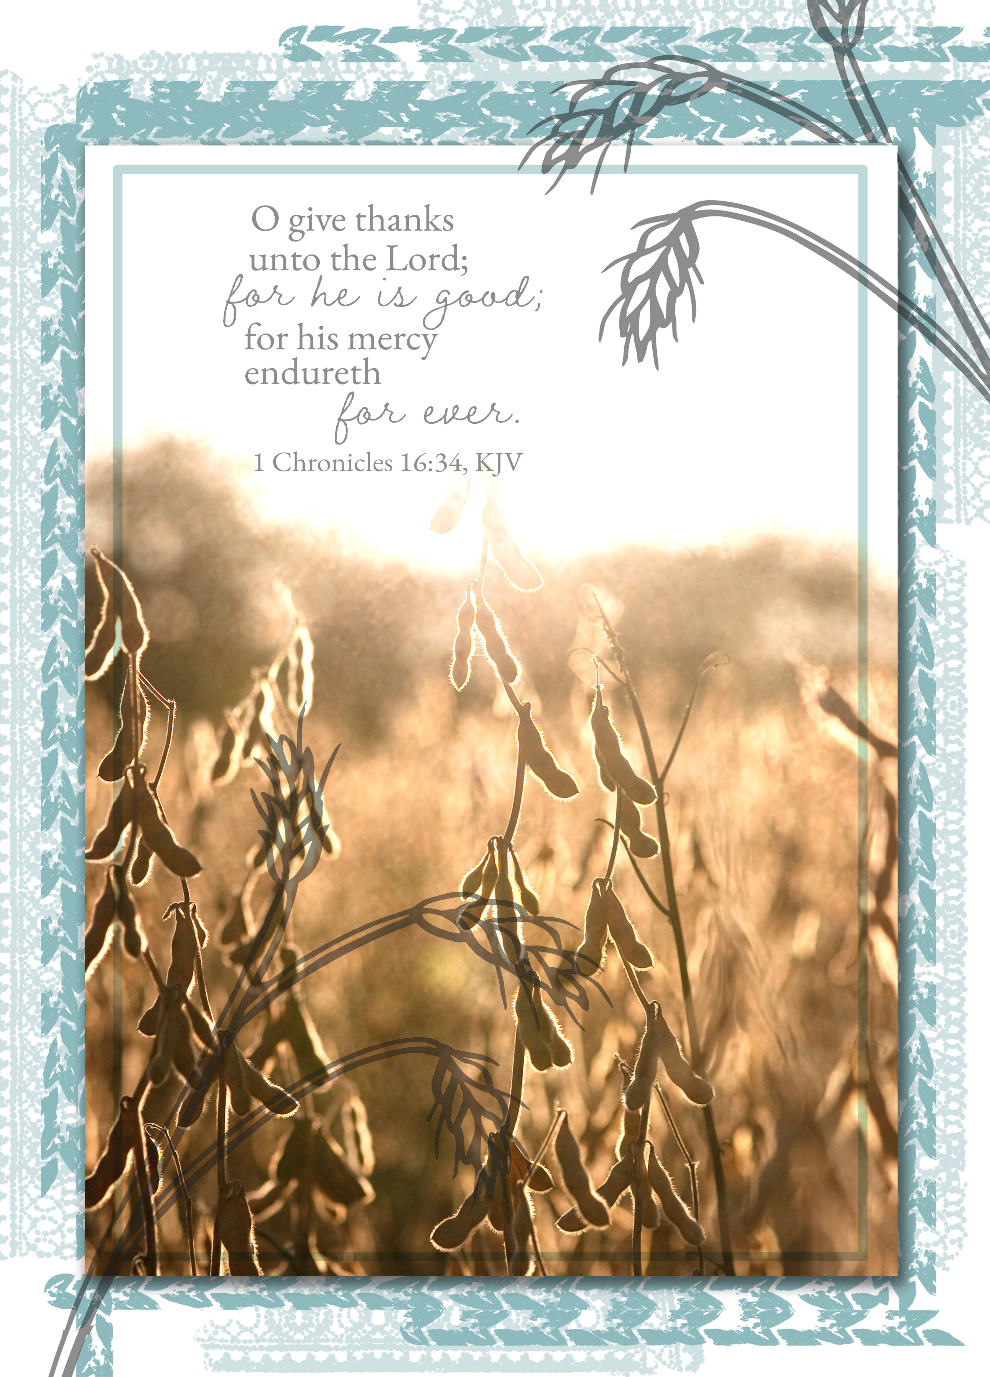 O give thanks
unto the Lord;
for he is good;
for his mercy
endureth
for ever.
1 Chronicles 16:34, KJV